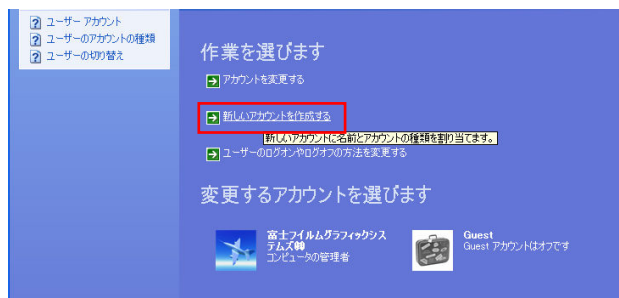 ユーザー アカウント
ユーザーのアカウントの種類
ユーザーの切り替え
作業を選びます
アカウントを変更する
新しいアカウントを作成する
新しいアカウントに名前とアカウントの種類を割り当てます。
ユーザーのログオンやログオフの方法を変更する
変更するアカウントを選びます
富士フイルムグラフィックシス
テムズ㈱
コンピュータの管理者
Guest
Guest アカウントはオフです